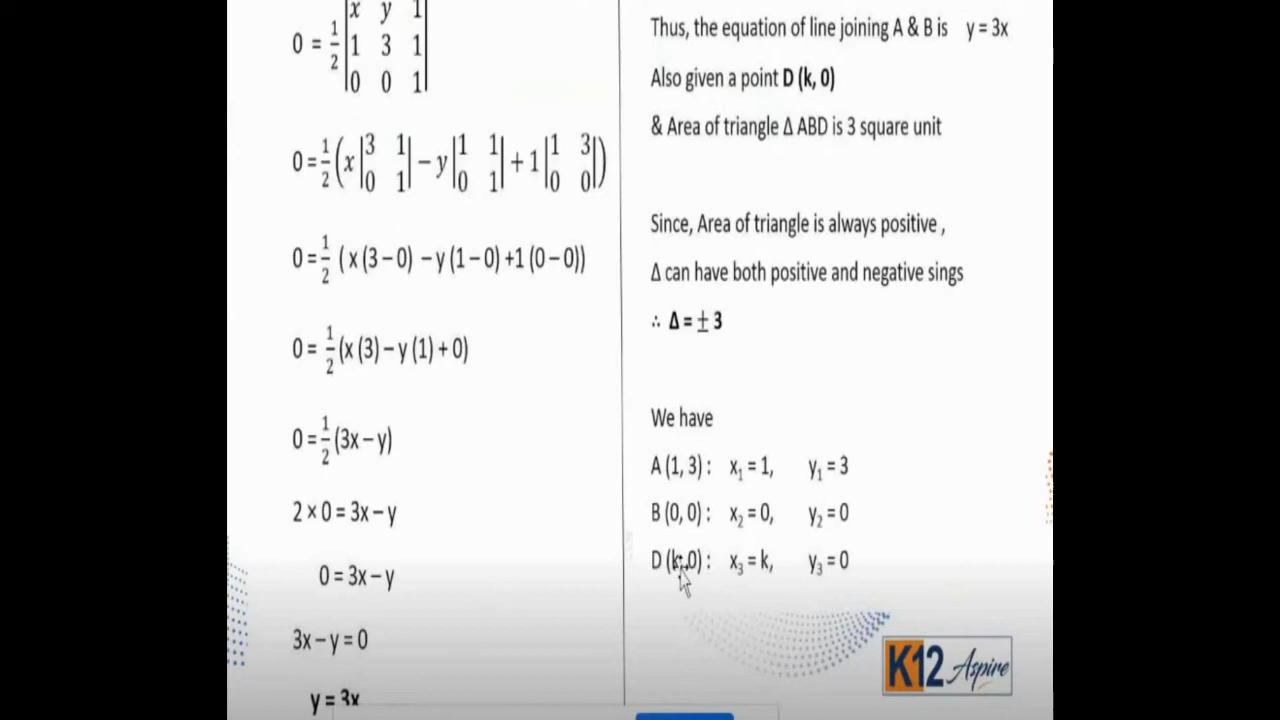 0 = 1/2 |x y 1|
|1 3 1|
|0 0 1|
0 = 1/2 (x |3 1| − y |1 1| + 1 |1 3|)
|0 1| |0 1| |0 0|
0 = 1/2 ( x (3 − 0) − y (1 − 0) +1 (0 − 0))
0 = 1/2 (x (3) − y (1) + 0)
0 = 1/2 (3x − y)
2 × 0 = 3x − y
0 = 3x − y
3x − y = 0
y = 3x
Thus, the equation of line joining A & B is y = 3x
Also given a point D (k, 0)
& Area of triangle Δ ABD is 3 square unit
Since, Area of triangle is always positive ,
Δ can have both positive and negative sings
∴ Δ = ± 3
We have
A (1, 3) : x₁ = 1, y₁ = 3
B (0, 0) : x₂ = 0, y₂ = 0
D (k, 0) : x₃ = k, y₃ = 0
K12 Aspire